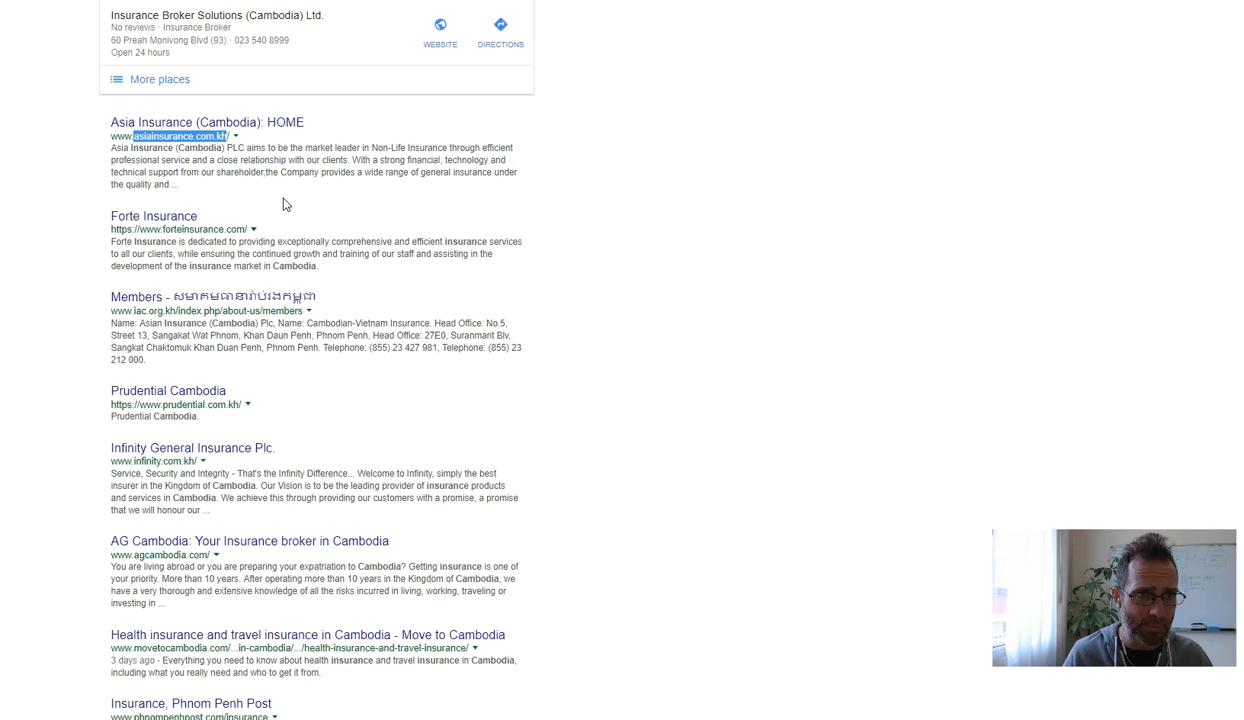 Insurance Broker Solutions (Cambodia) Ltd.
No reviews · Insurance Broker
60 Preah Monivong Blvd (93) · 023 540 8999
Open 24 hours
WEBSITE
DIRECTIONS
More places
Asia Insurance (Cambodia): HOME
www.asiainsurance.com.kh/
Asia Insurance (Cambodia) PLC aims to be the market leader in Non-Life Insurance through efficient
professional service and a close relationship with our clients. With a strong financial, technology and
technical support from our shareholder,the Company provides a wide range of general insurance under
the quality and ...
Forte Insurance
https://www.forteinsurance.com/
Forte Insurance is dedicated to providing exceptionally comprehensive and efficient insurance services
to all our clients, while ensuring the continued growth and training of our staff and assisting in the
development of the insurance market in Cambodia.
Members - សមាគមធានារ៉ាប់រងកម្ពុជា
www.iac.org.kh/index.php/about-us/members
Name: Asian Insurance (Cambodia) Plc, Name: Cambodian-Vietnam Insurance. Head Office: No.5,
Street 13, Sangakat Wat Phnom, Khan Daun Penh, Phnom Penh, Head Office: 27E0, Suranmarit Blv,
Sangkat Chaktomuk Khan Duan Penh, Phnom Penh. Telephone: (855) 23 427 981, Telephone: (855) 23
212 000.
Prudential Cambodia
https://www.prudential.com.kh/
Prudential Cambodia.
Infinity General Insurance Plc.
www.infinity.com.kh/
Service, Security and Integrity - That's the Infinity Difference... Welcome to Infinity, simply the best
insurer in the Kingdom of Cambodia. Our Vision is to be the leading provider of insurance products
and services in Cambodia. We achieve this through providing our customers with a promise, a promise
that we will honour our ...
AG Cambodia: Your Insurance broker in Cambodia
www.agcambodia.com/
You are living abroad or you are preparing your expatriation to Cambodia? Getting insurance is one of
your priority. More than 10 years. After operating more than 10 years in the Kingdom of Cambodia, we
have a very thorough and extensive knowledge of all the risks incurred in living, working, traveling or
investing in ...
Health insurance and travel insurance in Cambodia - Move to Cambodia
www.movetocambodia.com/...in-cambodia/.../health-insurance-and-travel-insurance/
3 days ago - Everything you need to know about health insurance and travel insurance in Cambodia,
including what you really need and who to get it from.
Insurance, Phnom Penh Post
www.phnompenhpost.com/insurance